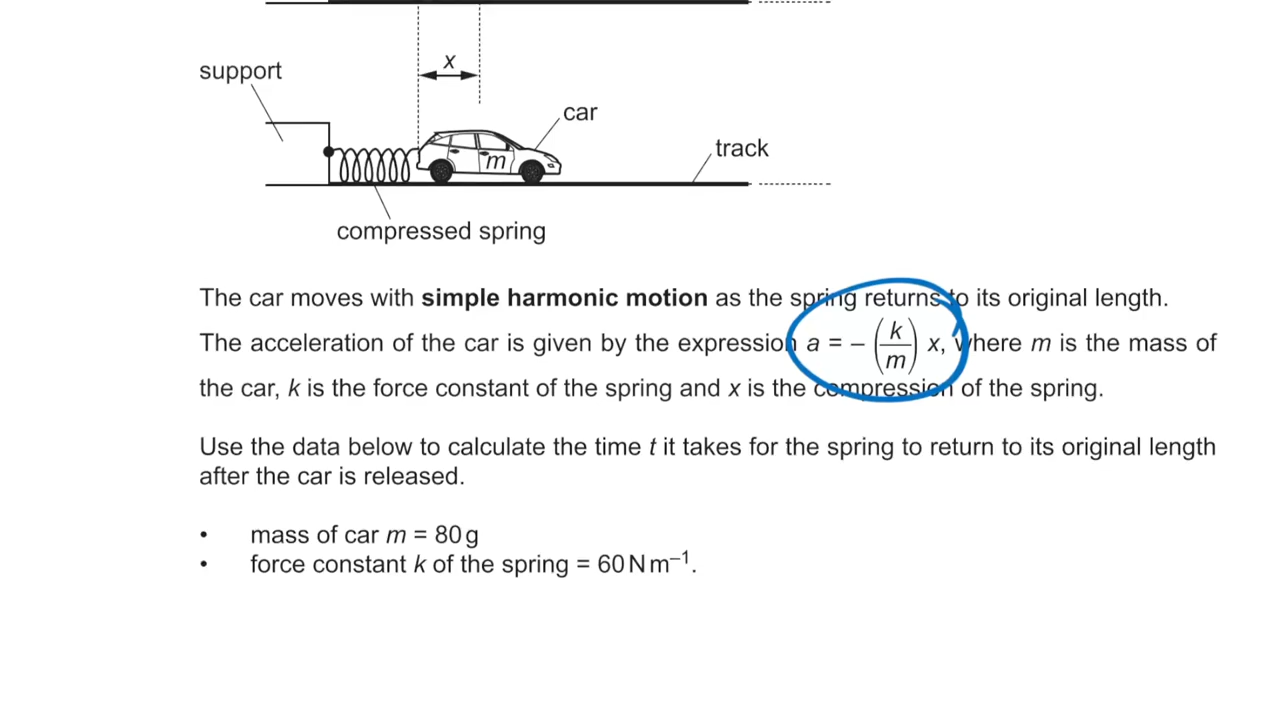 x
support
car
m
track
compressed spring
The car moves with simple harmonic motion as the spring returns to its original length.
The acceleration of the car is given by the expression a = − (k/m) x, where m is the mass of
the car, k is the force constant of the spring and x is the compression of the spring.
Use the data below to calculate the time t it takes for the spring to return to its original length
after the car is released.
• mass of car m = 80 g
• force constant k of the spring = 60 N m⁻¹.